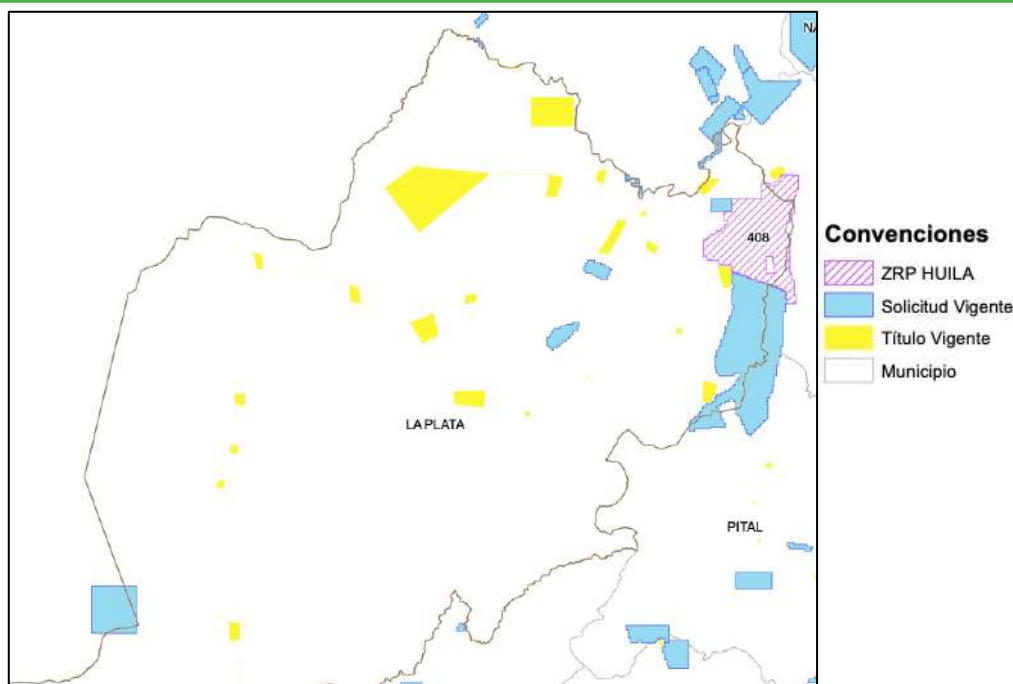 NA
408
LA PLATA
PITAL
Convenciones
ZRP HUILA
Solicitud Vigente
Título Vigente
Municipio